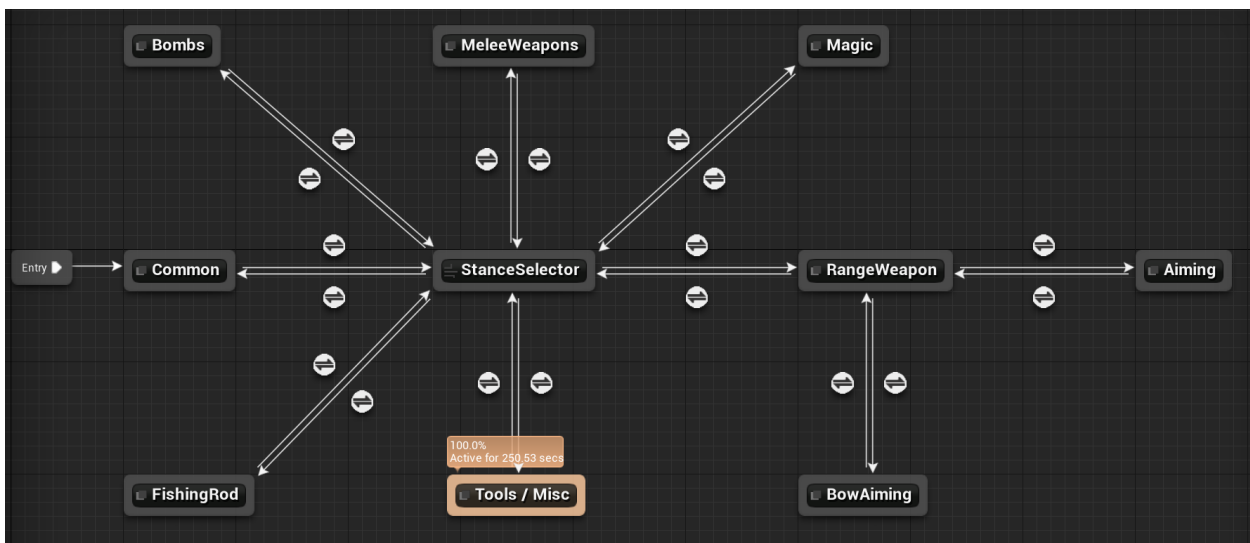 Bombs
MeleeWeapons
Magic
Entry
Common
StanceSelector
RangeWeapon
Aiming
100.0%
Active for 250.53 secs
FishingRod
Tools / Misc
BowAiming